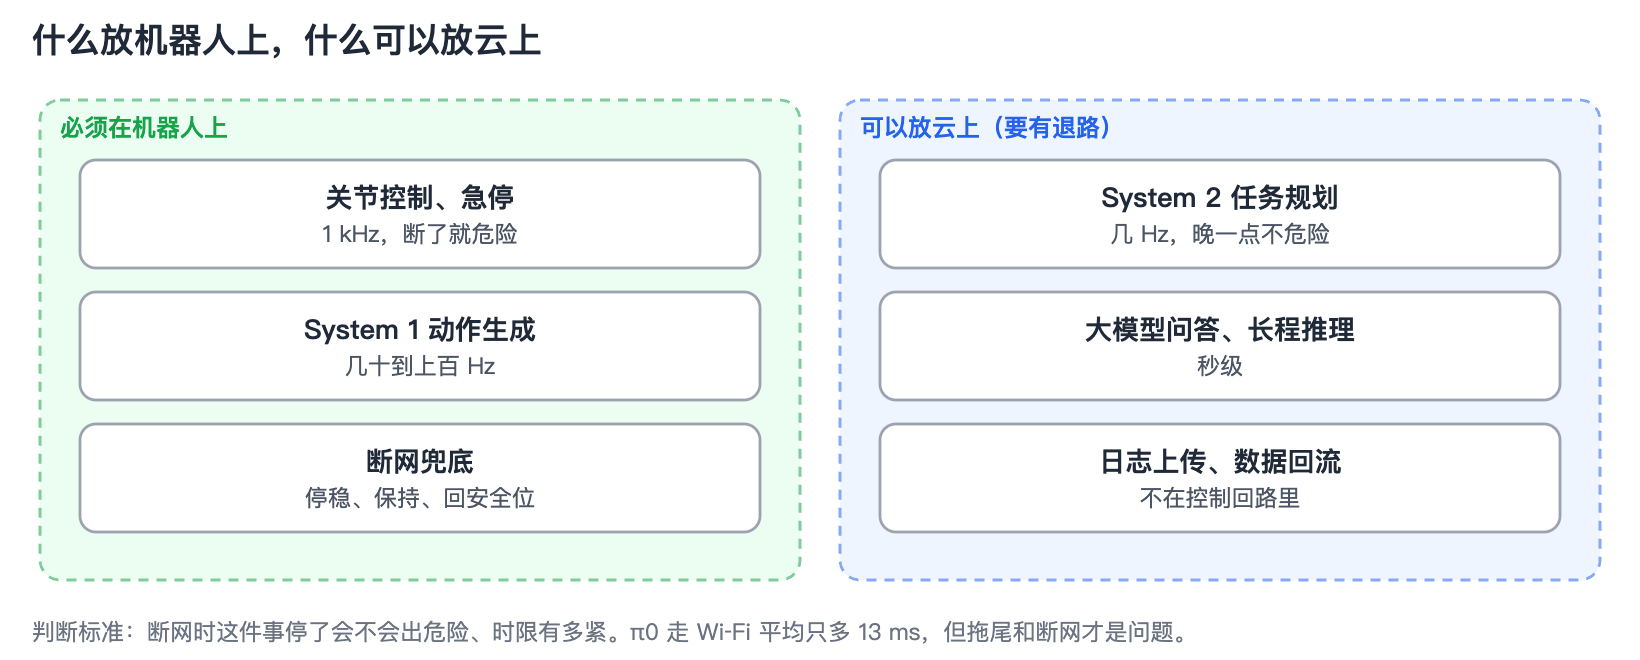 什么放机器人上，什么可以放云上
必须在机器人上
关节控制、急停
1 kHz，断了就危险
System 1 动作生成
几十到上百 Hz
断网兜底
停稳、保持、回安全位
可以放云上（要有退路）
System 2 任务规划
几 Hz，晚一点不危险
大模型问答、长程推理
秒级
日志上传、数据回流
不在控制回路里
判断标准：断网时这件事停了会不会出危险、时限有多紧。π0 走 Wi-Fi 平均只多 13 ms，但拖尾和断网才是问题。